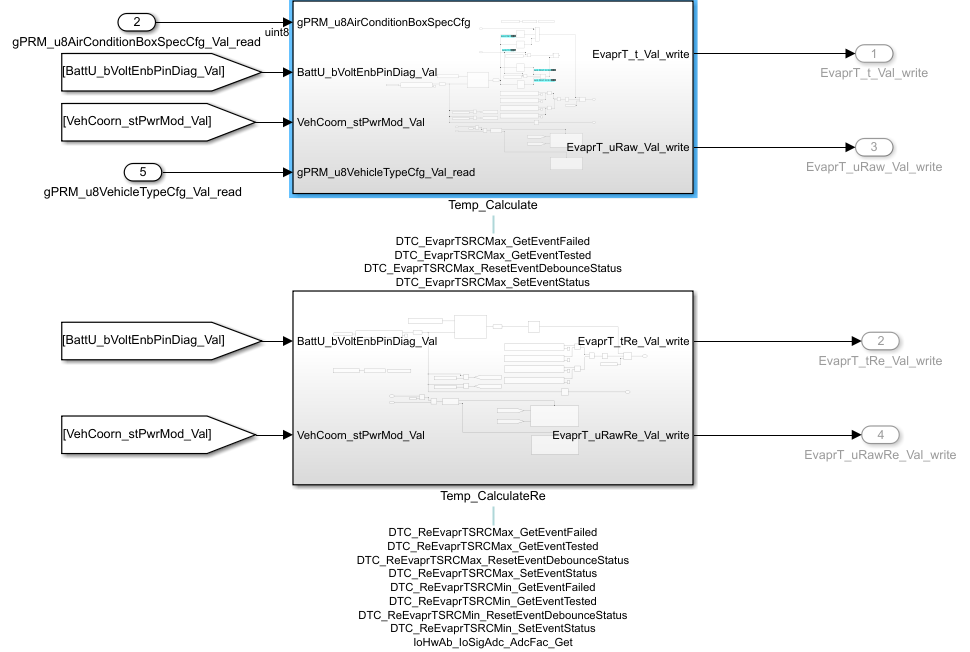 2
gPRM_u8AirConditionBoxSpecCfg_Val_read
uint8
gPRM_u8AirConditionBoxSpecCfg
EvaprT_t_Val_write
1
EvaprT_t_Val_write
[BattU_bVoltEnbPinDiag_Val]
BattU_bVoltEnbPinDiag_Val
[VehCoorn_stPwrMod_Val]
VehCoorn_stPwrMod_Val
EvaprT_uRaw_Val_write
3
EvaprT_uRaw_Val_write
5
gPRM_u8VehicleTypeCfg_Val_read
gPRM_u8VehicleTypeCfg_Val_read
Temp_Calculate
DTC_EvaprTSRCMax_GetEventFailed
DTC_EvaprTSRCMax_GetEventTested
DTC_EvaprTSRCMax_ResetEventDebounceStatus
DTC_EvaprTSRCMax_SetEventStatus
[BattU_bVoltEnbPinDiag_Val]
BattU_bVoltEnbPinDiag_Val
EvaprT_tRe_Val_write
2
EvaprT_tRe_Val_write
[VehCoorn_stPwrMod_Val]
VehCoorn_stPwrMod_Val
EvaprT_uRawRe_Val_write
4
EvaprT_uRawRe_Val_write
Temp_CalculateRe
DTC_ReEvaprTSRCMax_GetEventFailed
DTC_ReEvaprTSRCMax_GetEventTested
DTC_ReEvaprTSRCMax_ResetEventDebounceStatus
DTC_ReEvaprTSRCMax_SetEventStatus
DTC_ReEvaprTSRCMin_GetEventFailed
DTC_ReEvaprTSRCMin_GetEventTested
DTC_ReEvaprTSRCMin_ResetEventDebounceStatus
DTC_ReEvaprTSRCMin_SetEventStatus
IoHwAb_IoSigAdc_AdcFac_Get